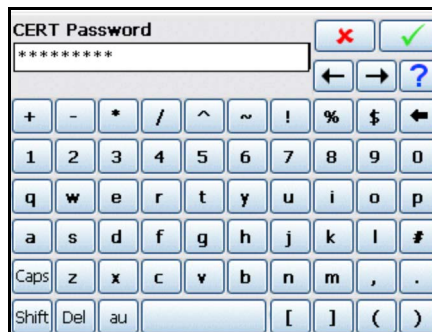 CERT Password
*********
← → ?
+ - * / ^ ~ ! % $ ←
1 2 3 4 5 6 7 8 9 0
q w e r t y u i o p
a s d f g h j k l #
Caps z x c v b n m , .
Shift Del au [ ] ( )